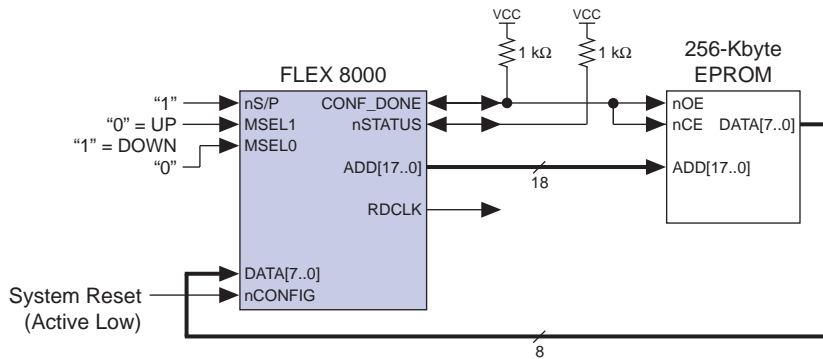 VCC
VCC
1 kΩ
1 kΩ
256-Kbyte
EPROM
FLEX 8000
"1"
nS/P
CONF_DONE
nOE
"0" = UP
MSEL1
nSTATUS
nCE
DATA[7..0]
"1" = DOWN
MSEL0
"0"
ADD[17..0]
18
ADD[17..0]
RDCLK
DATA[7..0]
System Reset
(Active Low)
nCONFIG
8